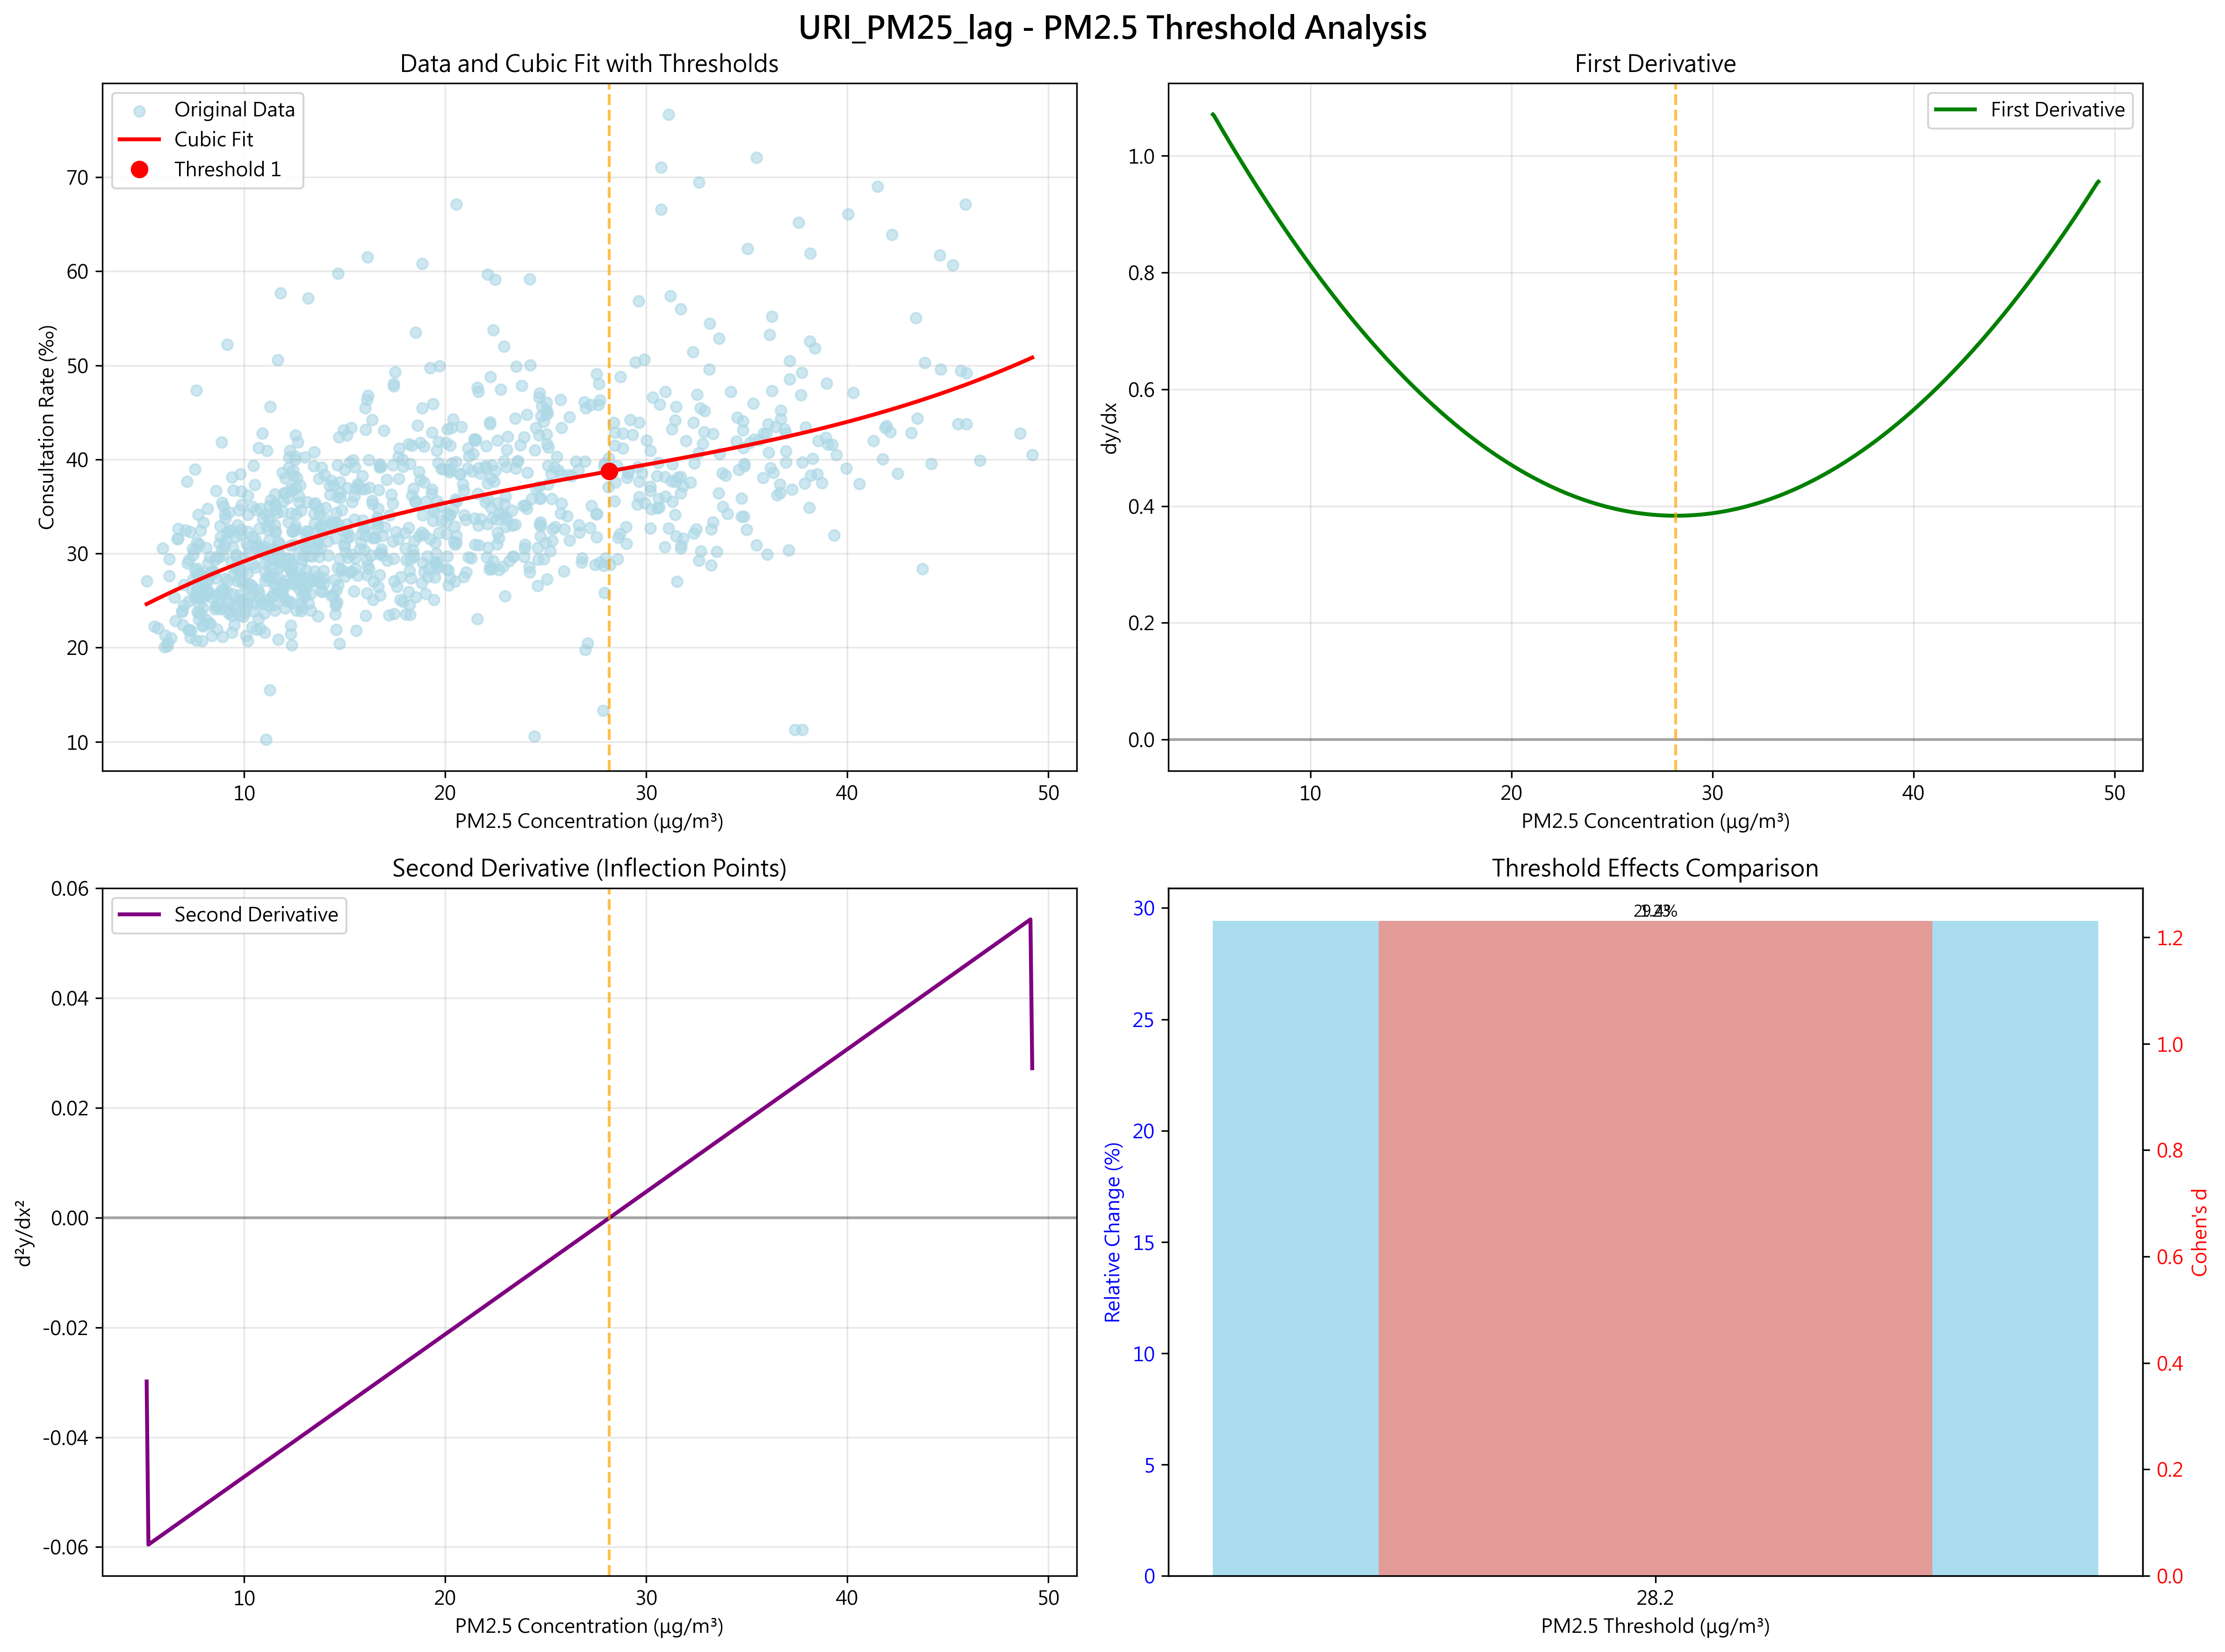 URI_PM25_lag - PM2.5 Threshold Analysis
Data and Cubic Fit with Thresholds
Original Data
Cubic Fit
Threshold 1
Consultation Rate (‰)
70
60
50
40
30
20
10
10 20 30 40 50
PM2.5 Concentration (µg/m³)
First Derivative
First Derivative
dy/dx
1.0
0.8
0.6
0.4
0.2
0.0
10 20 30 40 50
PM2.5 Concentration (µg/m³)
Second Derivative (Inflection Points)
Second Derivative
d²y/dx²
0.06
0.04
0.02
0.00
-0.02
-0.04
-0.06
10 20 30 40 50
PM2.5 Concentration (µg/m³)
Threshold Effects Comparison
Relative Change (%)
30
25
20
15
10
5
0
Cohen's d
1.2
1.0
0.8
0.6
0.4
0.2
0.0
28.2
PM2.5 Threshold (µg/m³)